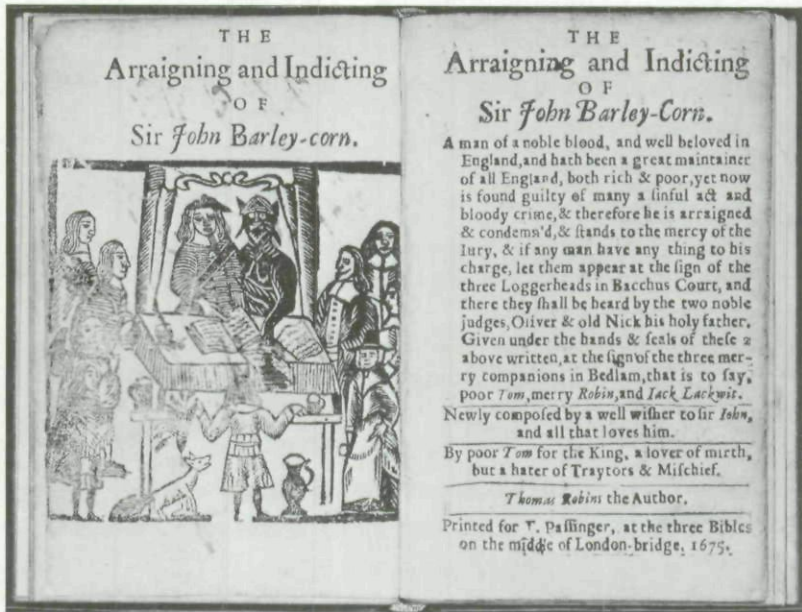 THE
Arraigning and Indicting
OF
Sir John Barley-corn.
THE
Arraigning and Indicting
OF
Sir John Barley-Corn.
A man of a noble blood, and well beloved in
England, and hath been a great maintainer
of all England, both rich & poor, yet now
is found guilty of many a ſinful act and
bloody crime, & therefore he is arraigned
& condemn'd, & ſtands to the mercy of the
Iury, & if any man have any thing to his
charge, let them appear at the ſign of the
three Loggerheads in Bacchus Court, and
there they ſhall be heard by the two noble
judges, Oliver & old Nick his holy father.
Given under the hands & ſeals of theſe 2
above written, at the ſign of the three mer-
ry companions in Bedlam, that is to ſay,
poor Tom, merry Robin, and Iack Lackwit.
Newly compoſed by a well wiſher to ſir Iohn,
and all that loves him.
By poor Tom for the King, a lover of mirth,
but a hater of Traytors & Miſchief.
Thomas Robins the Author.
Printed for T. Paſſinger, at the three Bibles
on the middle of London-bridge, 1675.